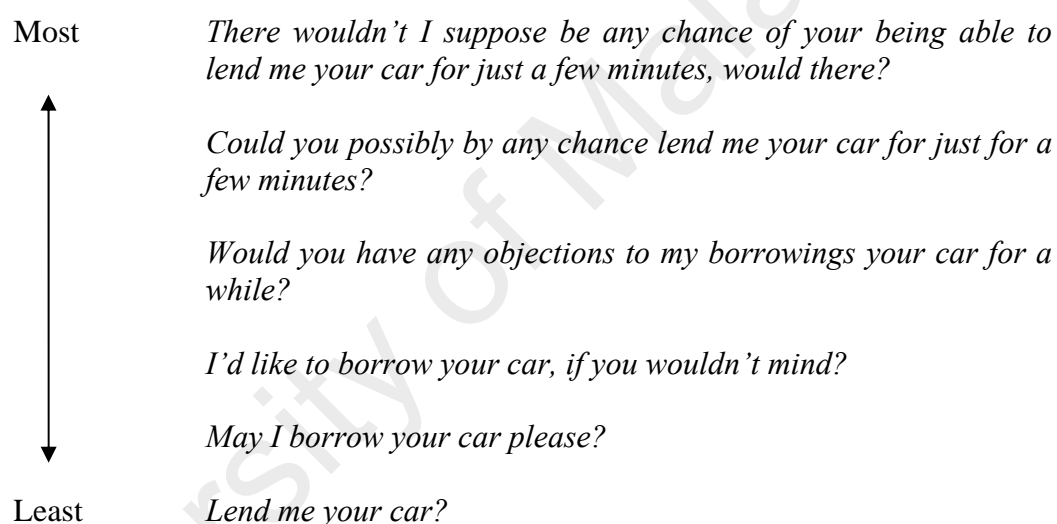 Most There wouldn't I suppose be any chance of your being able to
lend me your car for just a few minutes, would there?
Could you possibly by any chance lend me your car for just for a
few minutes?
Would you have any objections to my borrowings your car for a
while?
I'd like to borrow your car, if you wouldn't mind?
May I borrow your car please?
Least Lend me your car?
rsity of Mala